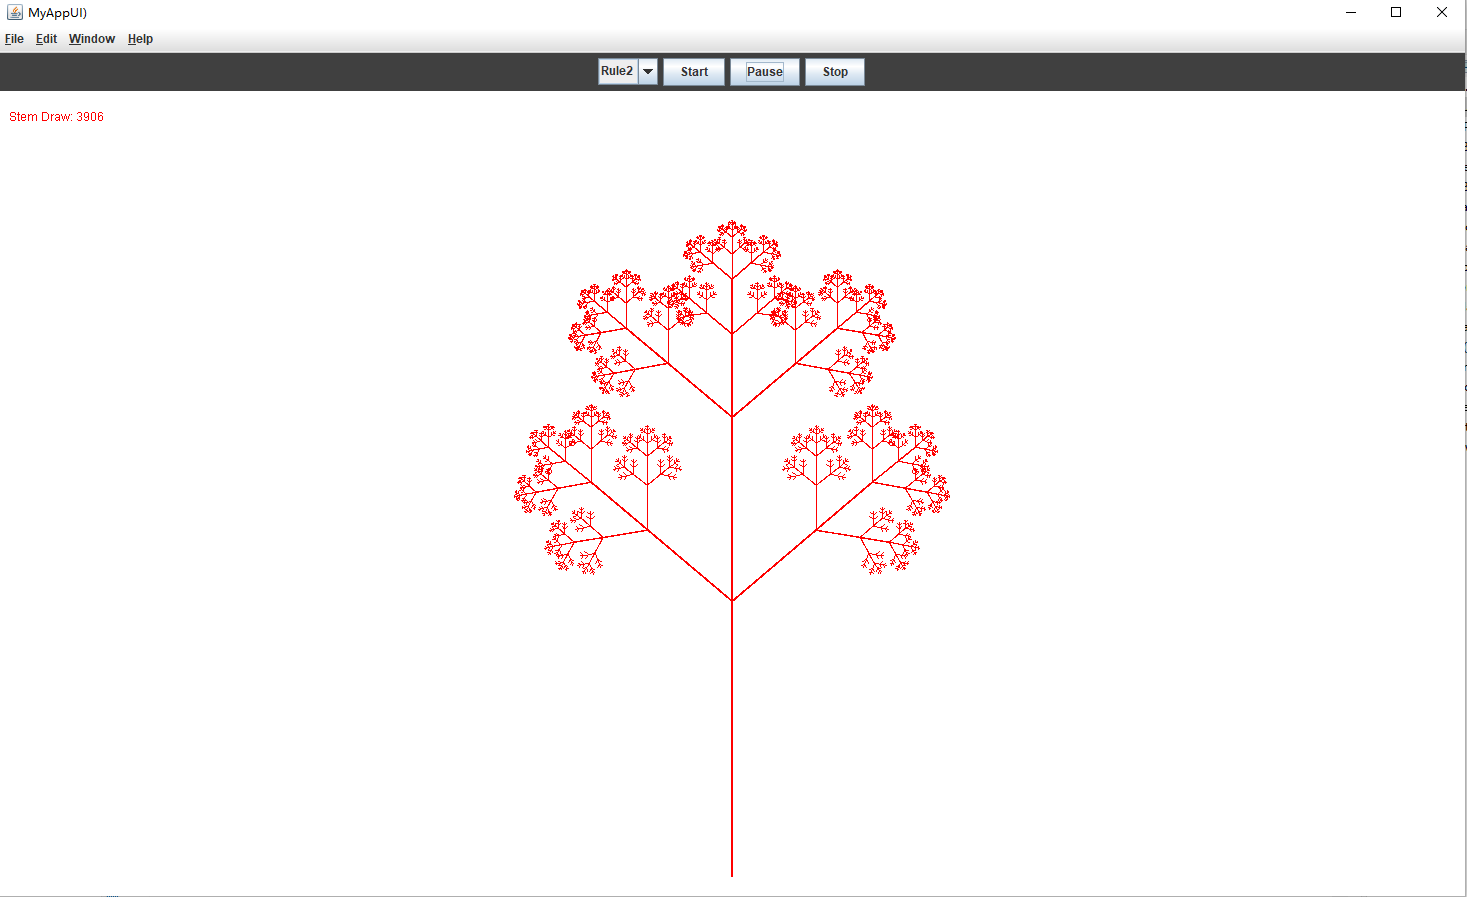 MyAppUI)
File Edit Window Help
Rule2 Start Pause Stop
Stem Draw: 3906